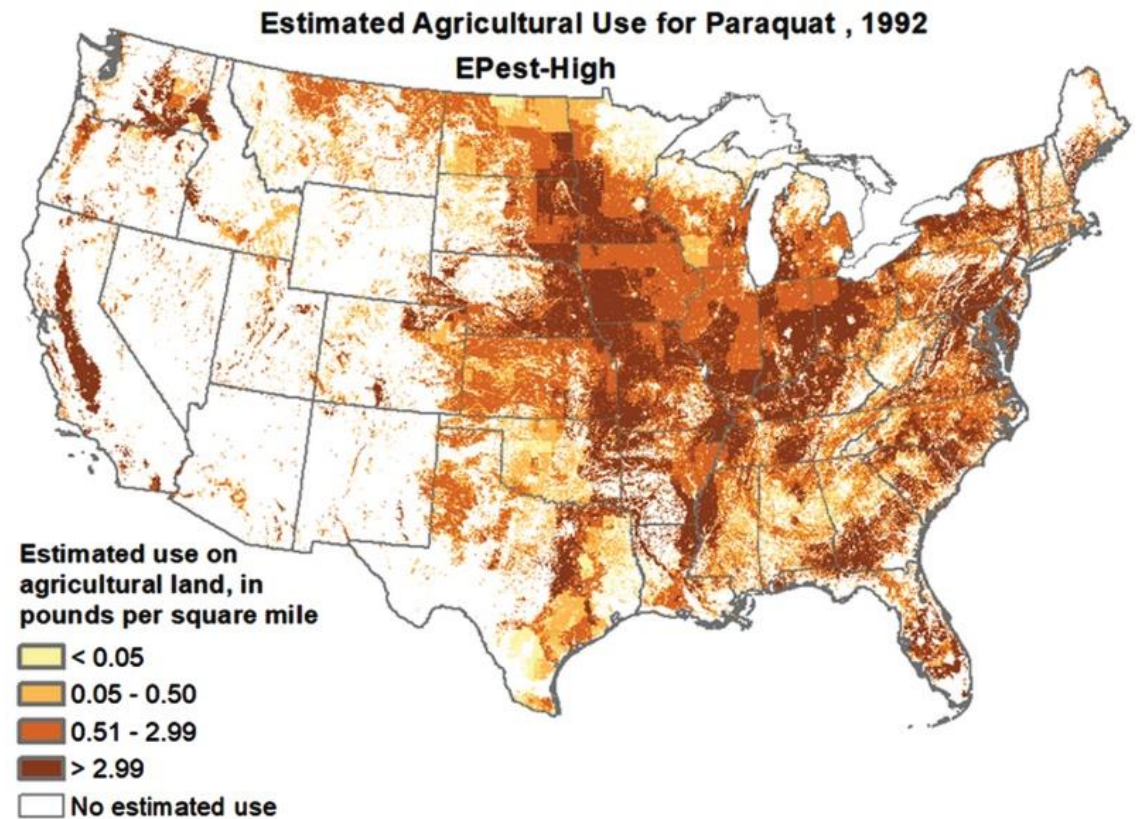 Estimated Agricultural Use for Paraquat , 1992
EPest-High
Estimated use on
agricultural land, in
pounds per square mile
< 0.05
0.05 - 0.50
0.51 - 2.99
> 2.99
No estimated use